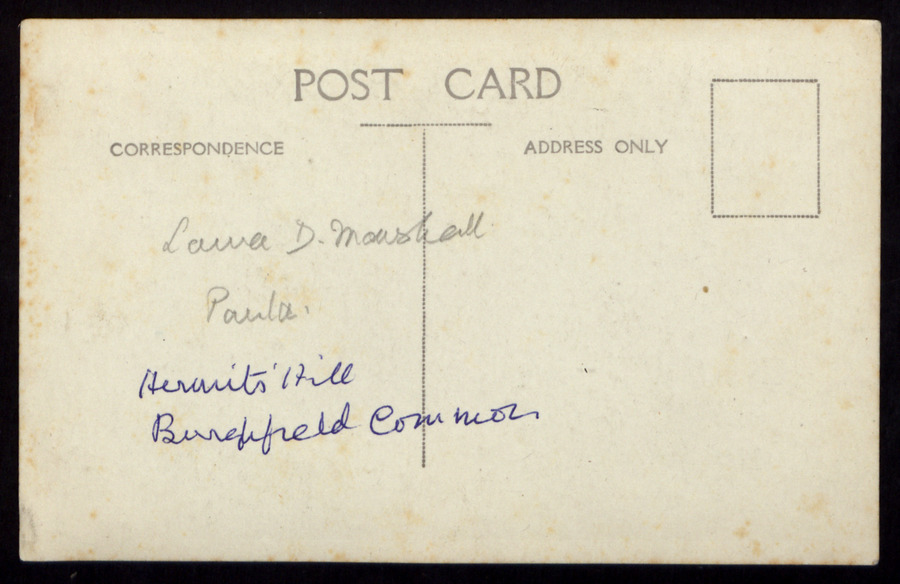 POST CARD
CORRESPONDENCE
ADDRESS ONLY
Laura D. Marshall
Paula.
Hermits' Hill
Burghfield Common